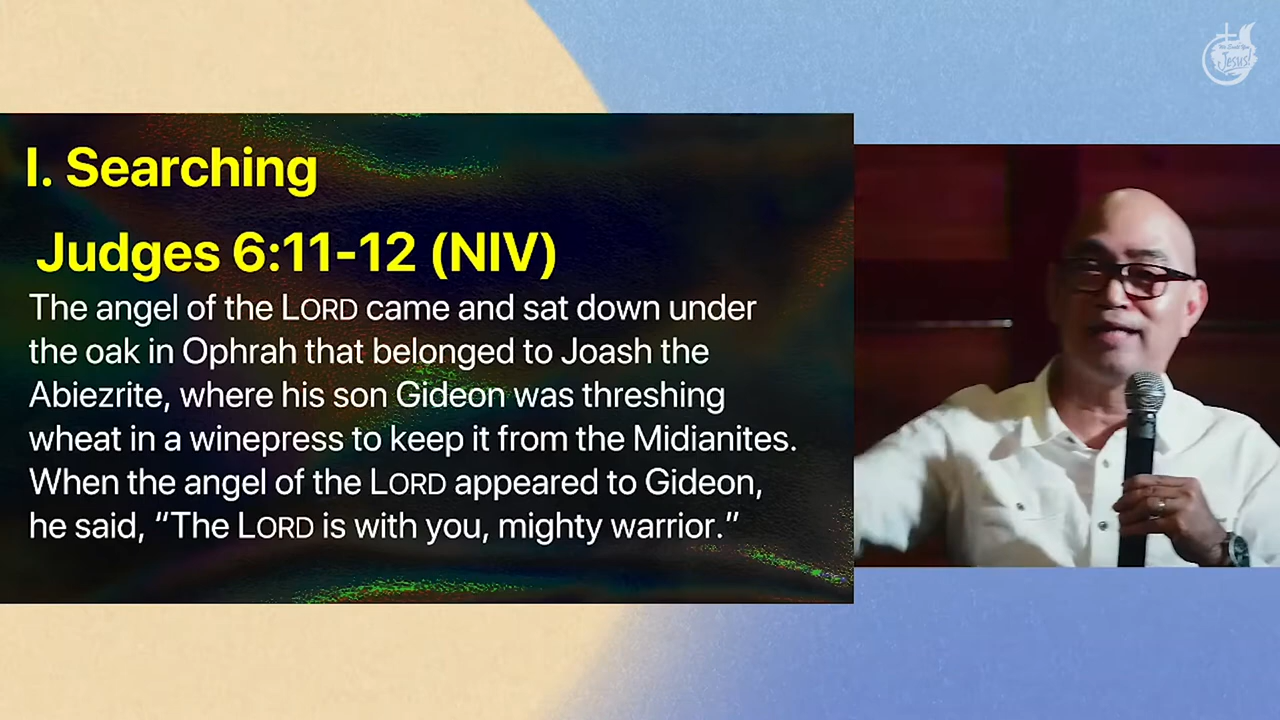 I. Searching
Judges 6:11-12 (NIV)
The angel of the LORD came and sat down under
the oak in Ophrah that belonged to Joash the
Abiezrite, where his son Gideon was threshing
wheat in a winepress to keep it from the Midianites.
When the angel of the LORD appeared to Gideon,
he said, “The LORD is with you, mighty warrior.”
Jesus!